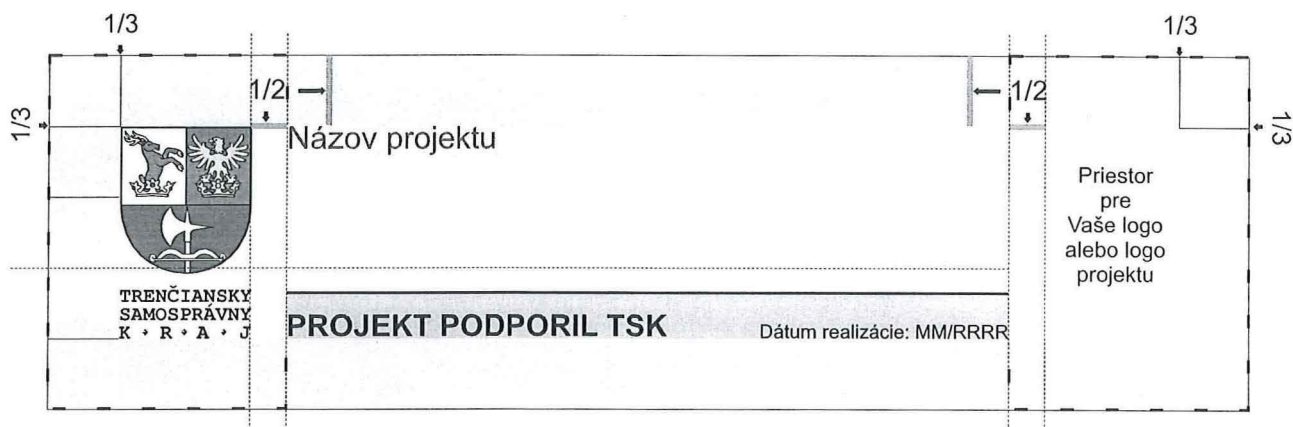 1/3
1/3
1/2
1/2
1/3
1/3
Názov projektu
Priestor
pre
Vaše logo
alebo logo
projektu
TRENČIANSKY
SAMOSPRÁVNY
K · R · A · J
PROJEKT PODPORIL TSK
Dátum realizácie: MM/RRRR